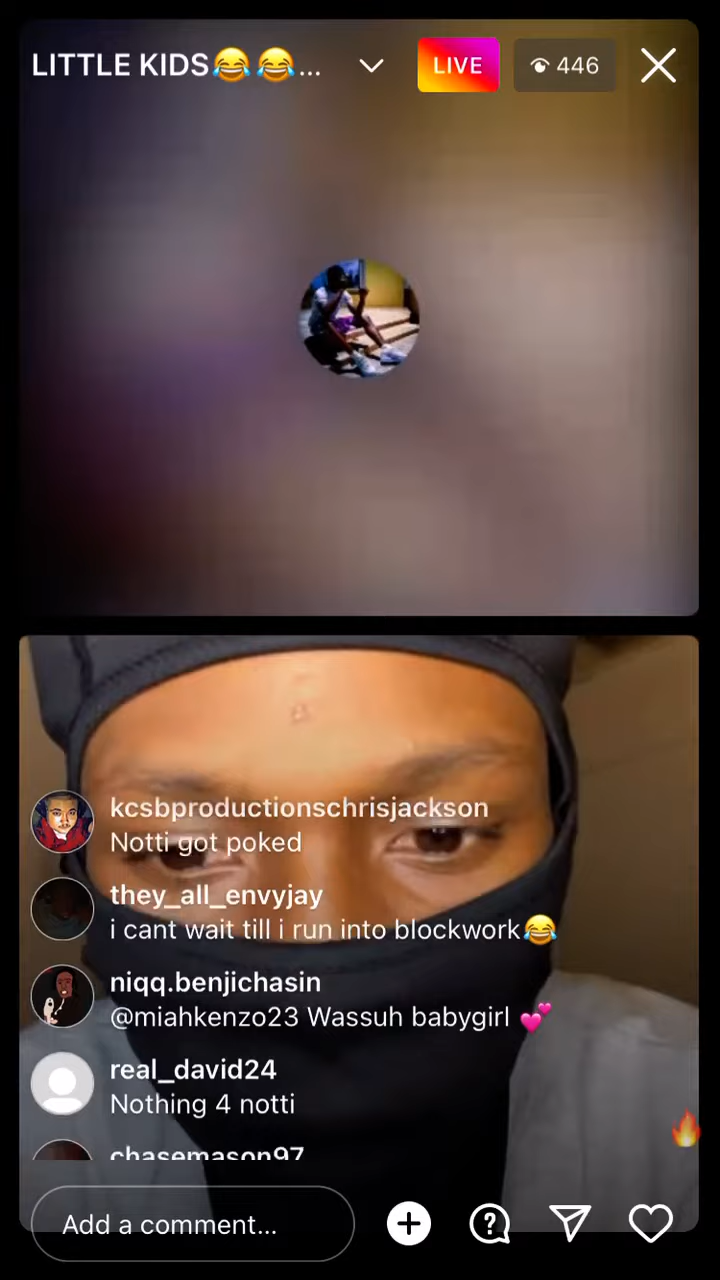 LITTLE KIDS😂😂...
LIVE
446
kcsbproductionschrisjackson
Notti got poked
they_all_envyjay
i cant wait till i run into blockwork😂
niqq.benjichasin
@miahkenzo23 Wassuh babygirl 💕
real_david24
Nothing 4 notti
chasemason97
Add a comment...